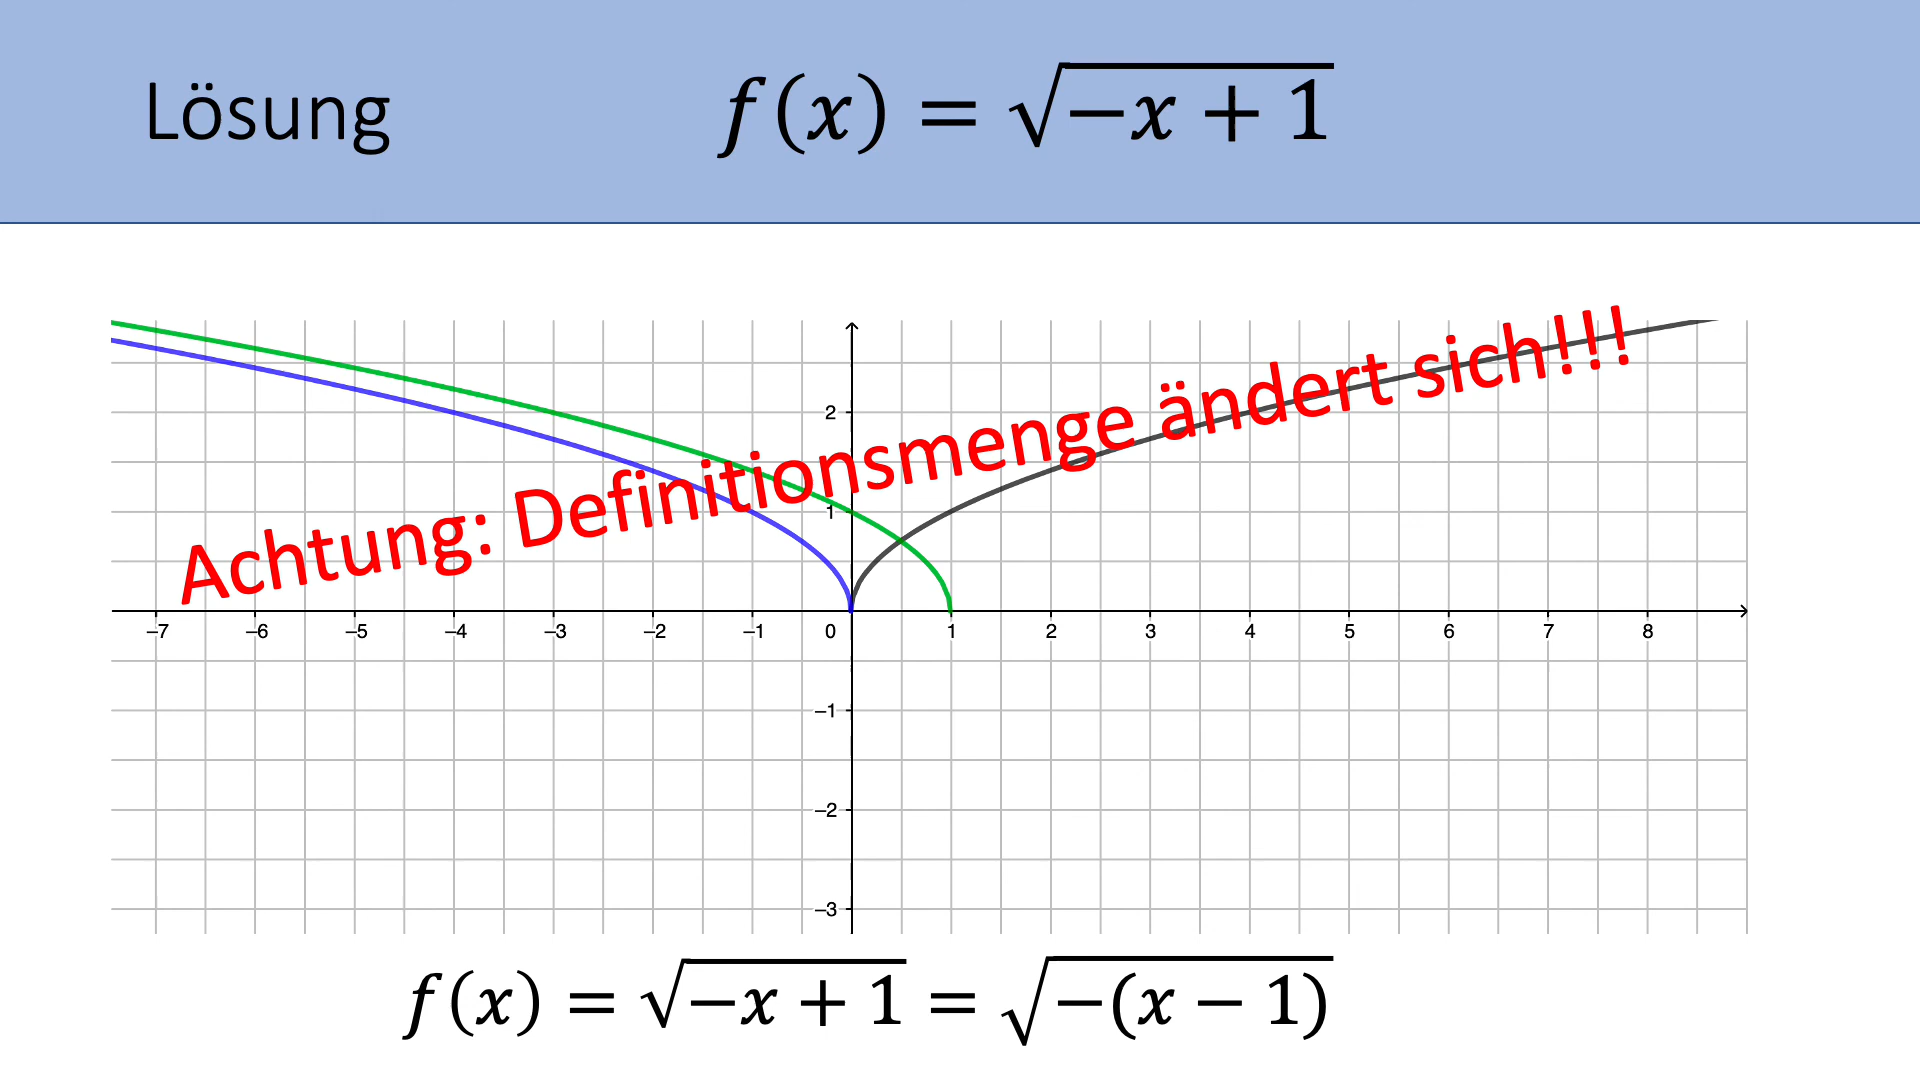 Lösung
f(x) = √(−x + 1)
Achtung: Definitionsmenge ändert sich!!!
2
1
–7 –6 –5 –4 –3 –2 –1 0 1 2 3 4 5 6 7 8
–1
–2
–3
f(x) = √(−x + 1) = √(−(x − 1))